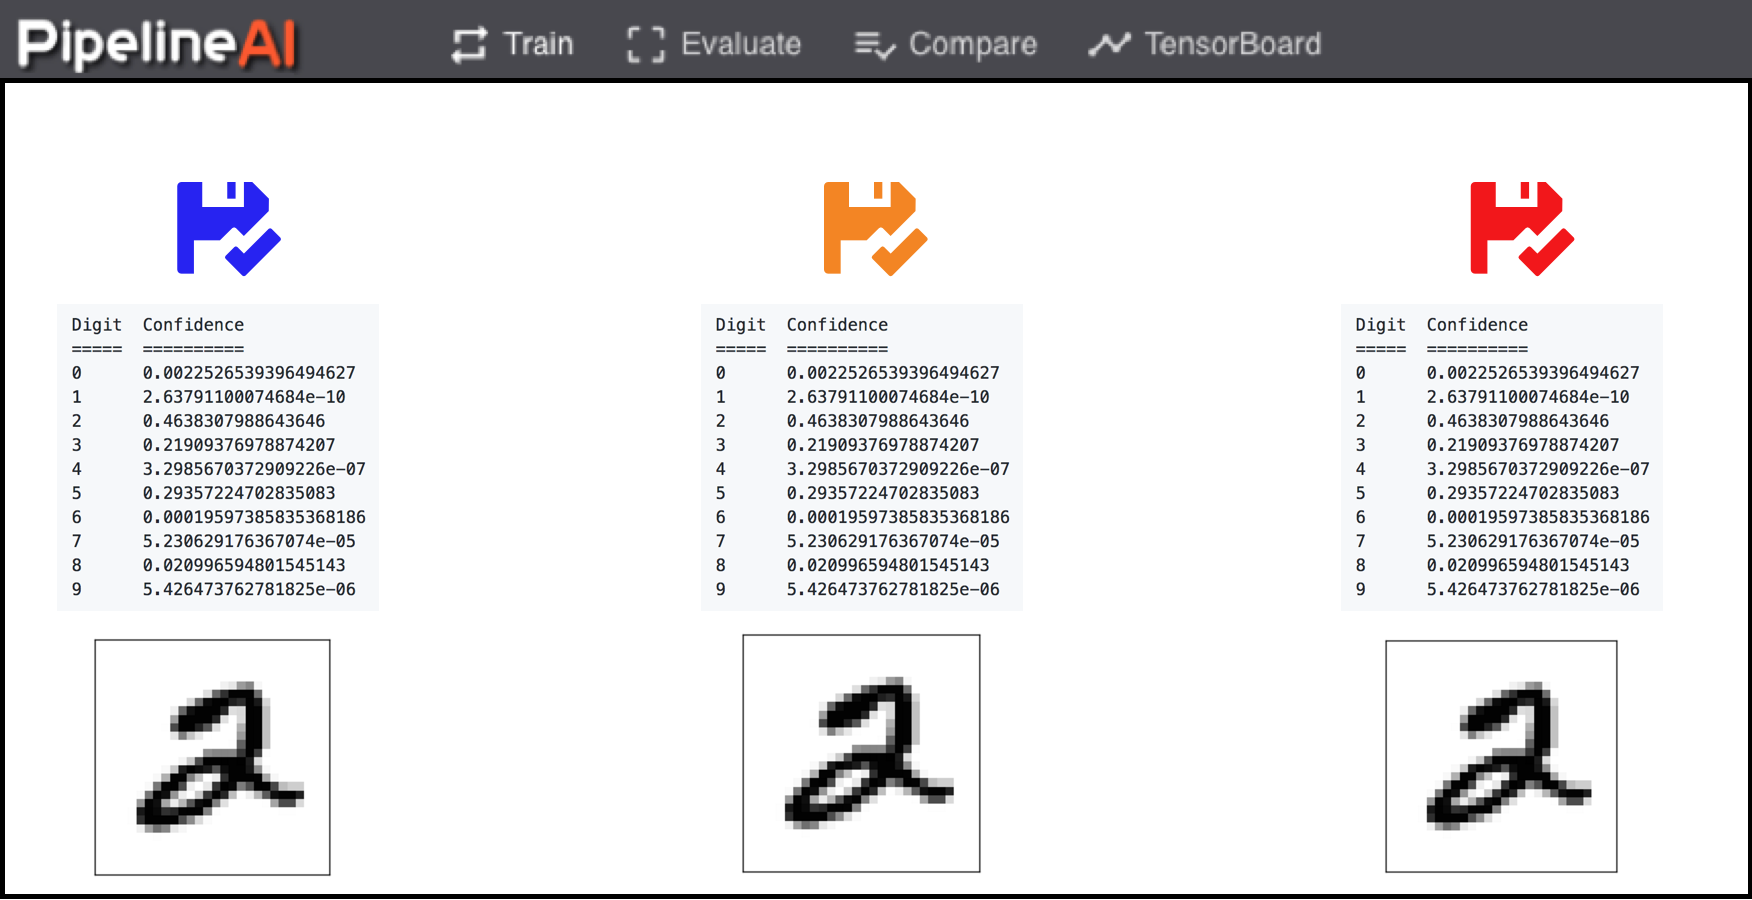 PipelineAI Train Evaluate Compare TensorBoard
Digit Confidence
===== ==========
0 0.0022526539396494627
1 2.63791100074684e-10
2 0.4638307988643646
3 0.21909376978874207
4 3.2985670372909226e-07
5 0.29357224702835083
6 0.00019597385835368186
7 5.230629176367074e-05
8 0.020996594801545143
9 5.426473762781825e-06
2
Digit Confidence
===== ==========
0 0.0022526539396494627
1 2.63791100074684e-10
2 0.4638307988643646
3 0.21909376978874207
4 3.2985670372909226e-07
5 0.29357224702835083
6 0.00019597385835368186
7 5.230629176367074e-05
8 0.020996594801545143
9 5.426473762781825e-06
2
Digit Confidence
===== ==========
0 0.0022526539396494627
1 2.63791100074684e-10
2 0.4638307988643646
3 0.21909376978874207
4 3.2985670372909226e-07
5 0.29357224702835083
6 0.00019597385835368186
7 5.230629176367074e-05
8 0.020996594801545143
9 5.426473762781825e-06
2